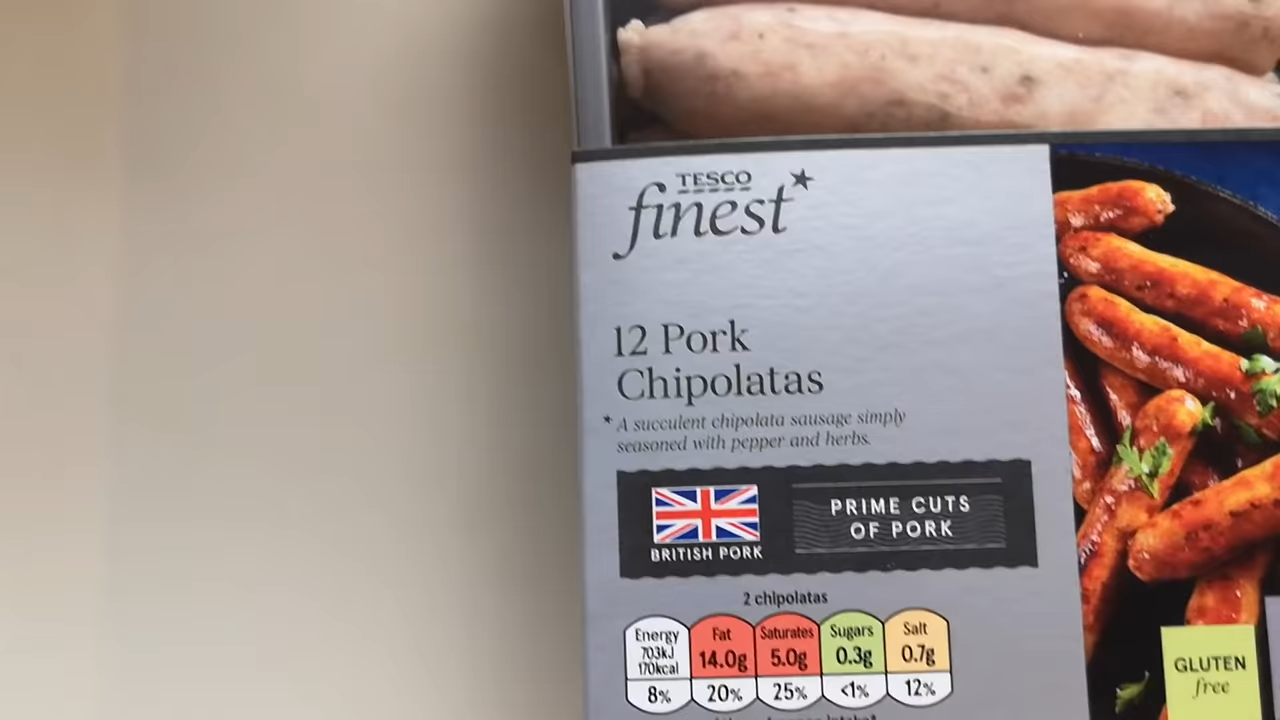 TESCO
finest*
12 Pork
Chipolatas
* A succulent chipolata sausage simply
seasoned with pepper and herbs.
BRITISH PORK
PRIME CUTS
OF PORK
2 chipolatas
Energy
703kJ
170kcal
8%
Fat
14.0g
20%
Saturates
5.0g
25%
Sugars
0.3g
<1%
Salt
0.7g
12%
GLUTEN
free